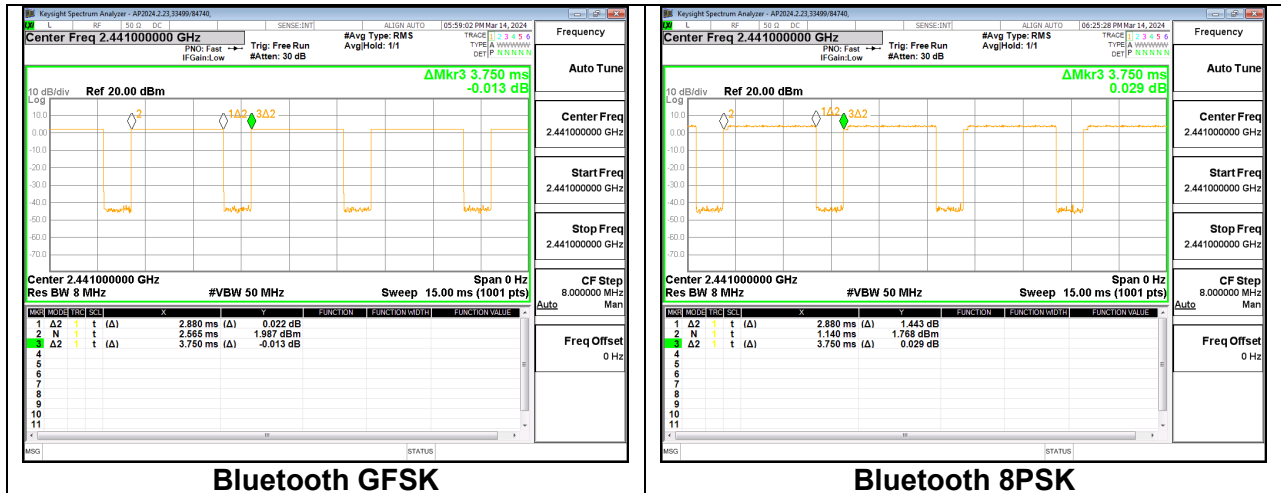 Keysight Spectrum Analyzer - AP2024.2.23,33499/84740,
L RF 50 Ω DC SENSE:INT ALIGN AUTO 05:59:02 PM Mar 14, 2024
Center Freq 2.441000000 GHz
#Avg Type: RMS
TRACE 1 2 3 4 5 6
PNO: Fast Trig: Free Run Avg|Hold: 1/1 TYPE A WWWWW
IFGain:Low #Atten: 30 dB DET P N N N N N
Frequency
ΔMkr3 3.750 ms
-0.013 dB
10 dB/div Ref 20.00 dBm
Log
10.0
0.00
-10.0
-20.0
-30.0
-40.0
-50.0
-60.0
-70.0
2 1Δ2 3Δ2
Center 2.441000000 GHz Span 0 Hz
Res BW 8 MHz #VBW 50 MHz Sweep 15.00 ms (1001 pts)
MKR MODE TRC SCL X Y FUNCTION FUNCTION WIDTH FUNCTION VALUE
1 Δ2 1 t (Δ) 2.880 ms (Δ) 0.022 dB
2 N 1 t 2.565 ms 1.987 dBm
3 Δ2 1 t (Δ) 3.750 ms (Δ) -0.013 dB
4
5
6
7
8
9
10
11
MSG STATUS
Auto Tune
Center Freq
2.441000000 GHz
Start Freq
2.441000000 GHz
Stop Freq
2.441000000 GHz
CF Step
8.000000 MHz
Auto Man
Freq Offset
0 Hz
Bluetooth GFSK
Keysight Spectrum Analyzer - AP2024.2.23,33499/84740,
L RF 50 Ω DC SENSE:INT ALIGN AUTO 06:25:28 PM Mar 14, 2024
Center Freq 2.441000000 GHz
#Avg Type: RMS
TRACE 1 2 3 4 5 6
PNO: Fast Trig: Free Run Avg|Hold: 1/1 TYPE A WWWWW
IFGain:Low #Atten: 30 dB DET P N N N N N
Frequency
ΔMkr3 3.750 ms
0.029 dB
10 dB/div Ref 20.00 dBm
Log
10.0
0.00
-10.0
-20.0
-30.0
-40.0
-50.0
-60.0
-70.0
2 1Δ2 3Δ2
Center 2.441000000 GHz Span 0 Hz
Res BW 8 MHz #VBW 50 MHz Sweep 15.00 ms (1001 pts)
MKR MODE TRC SCL X Y FUNCTION FUNCTION WIDTH FUNCTION VALUE
1 Δ2 1 t (Δ) 2.880 ms (Δ) 1.443 dB
2 N 1 t 1.140 ms 1.768 dBm
3 Δ2 1 t (Δ) 3.750 ms (Δ) 0.029 dB
4
5
6
7
8
9
10
11
MSG STATUS
Auto Tune
Center Freq
2.441000000 GHz
Start Freq
2.441000000 GHz
Stop Freq
2.441000000 GHz
CF Step
8.000000 MHz
Auto Man
Freq Offset
0 Hz
Bluetooth 8PSK